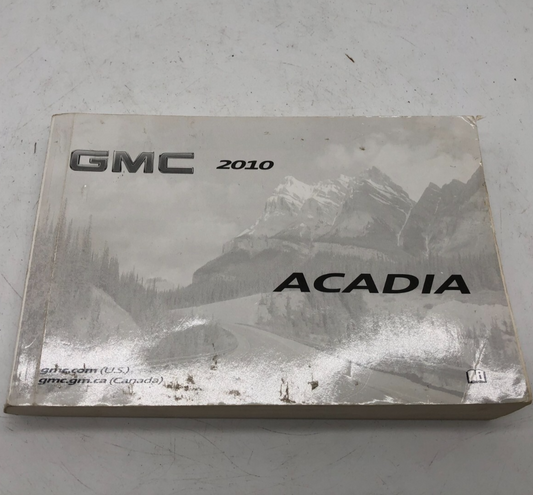 GMC 2010
ACADIA
gmc.com (U.S.)
gmc.gm.ca (Canada)
i